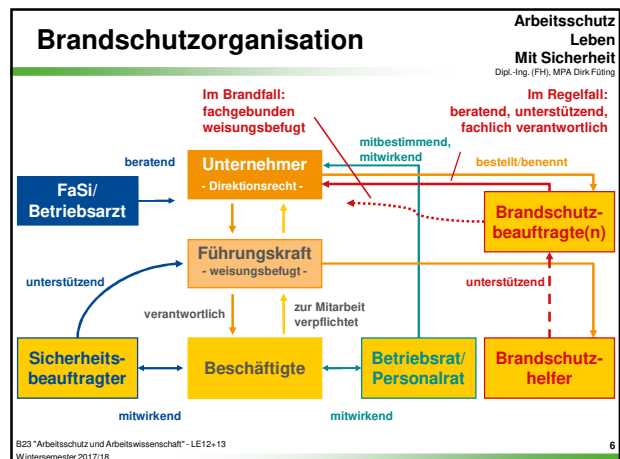 Brandschutzorganisation
Arbeitsschutz
Leben
Mit Sicherheit
Dipl.-Ing. (FH), MPA Dirk Füting
Im Brandfall:
fachgebunden
weisungsbefugt
Im Regelfall:
beratend, unterstützend,
fachlich verantwortlich
mitbestimmend,
mitwirkend
beratend
Unternehmer
- Direktionsrecht -
bestellt/benennt
FaSi/
Betriebsarzt
Brandschutz-
beauftragte(n)
Führungskraft
- weisungsbefugt -
unterstützend
unterstützend
verantwortlich
zur Mitarbeit
verpflichtet
Sicherheits-
beauftragter
Beschäftigte
Betriebsrat/
Personalrat
Brandschutz-
helfer
mitwirkend
mitwirkend
B23 "Arbeitsschutz und Arbeitswissenschaft" - LE12+13
Wintersemester 2017/18
6